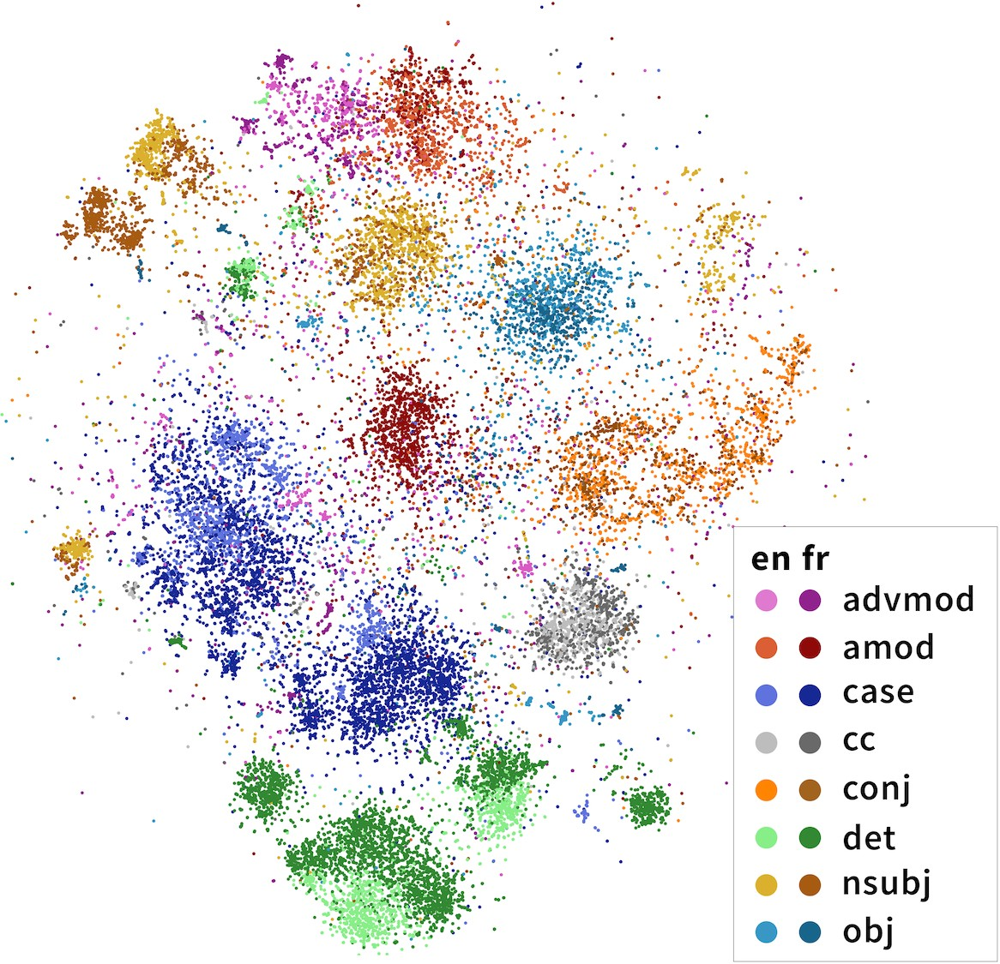 en fr
advmod
amod
case
cc
conj
det
nsubj
obj